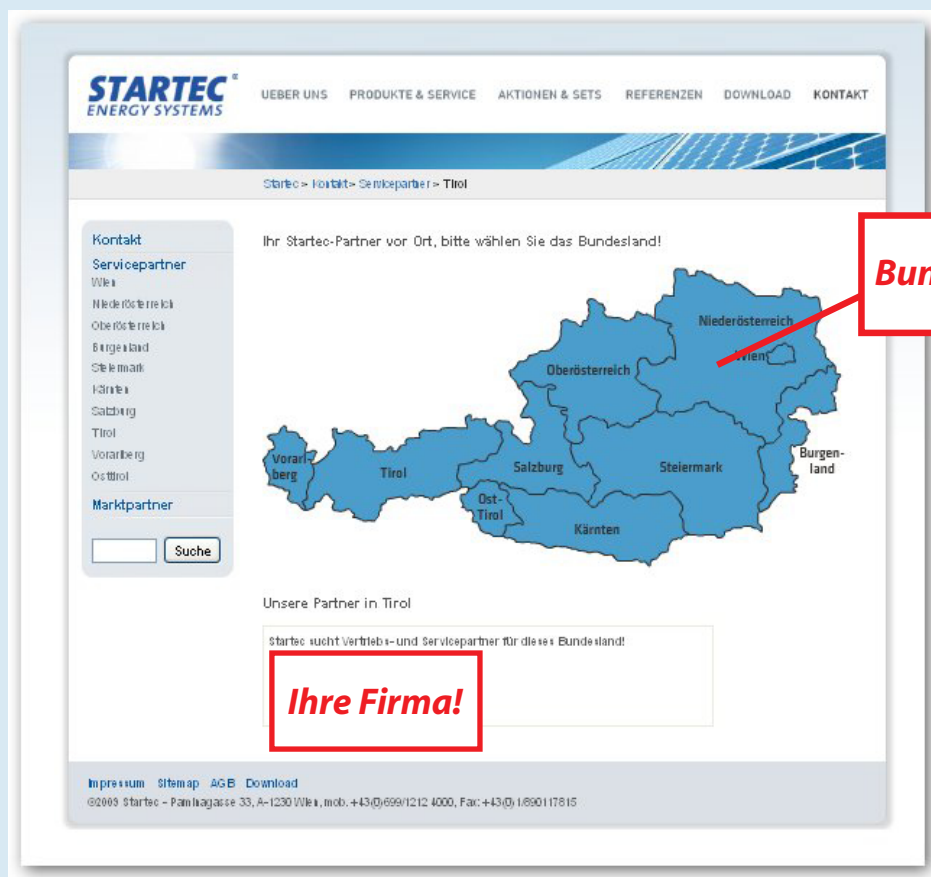 STARTEC®
ENERGY SYSTEMS
UEBER UNS PRODUKTE & SERVICE AKTIONEN & SETS REFERENZEN DOWNLOAD KONTAKT
Startec > Kontakt > Servicepartner > Tirol
Kontakt
Servicepartner
Wien
Niederösterreich
Oberösterreich
Burgenland
Steiermark
Kärnten
Salzburg
Tirol
Vorarlberg
Osttirol
Marktpartner
Suche
Ihr Startec-Partner vor Ort, bitte wählen Sie das Bundesland!
Bun
Niederösterreich
Wien
Oberösterreich
Burgen-
land
Vorarl-
berg
Tirol
Salzburg
Steiermark
Ost-
Tirol
Kärnten
Unsere Partner in Tirol
Startec sucht Vertriebs- und Servicepartner für dieses Bundesland!
Ihre Firma!
Impressum Sitemap AGB Download
©2009 Startec - Paminagasse 33, A-1230 Wien, mob. +43(0)699/1212 4000, Fax: +43(0)1/890117815